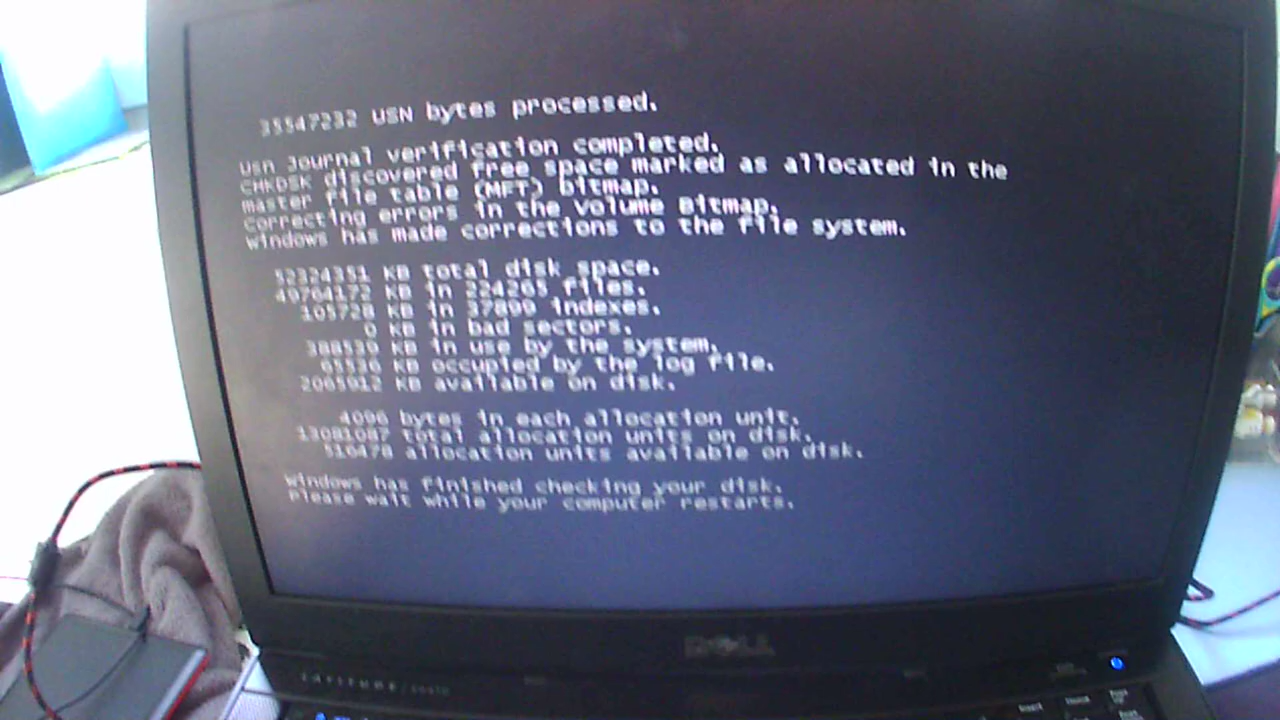 35547232 USN bytes processed.
Usn Journal verification completed.
CHKDSK discovered free space marked as allocated in the
master file table (MFT) bitmap.
Correcting errors in the Volume Bitmap.
Windows has made corrections to the file system.
52324351 KB total disk space.
49764172 KB in 224265 files.
105728 KB in 37899 indexes.
0 KB in bad sectors.
388539 KB in use by the system.
65536 KB occupied by the log file.
2065912 KB available on disk.
4096 bytes in each allocation unit.
13081087 total allocation units on disk.
516478 allocation units available on disk.
Windows has finished checking your disk.
Please wait while your computer restarts.
DELL
LATITUDE
Insert